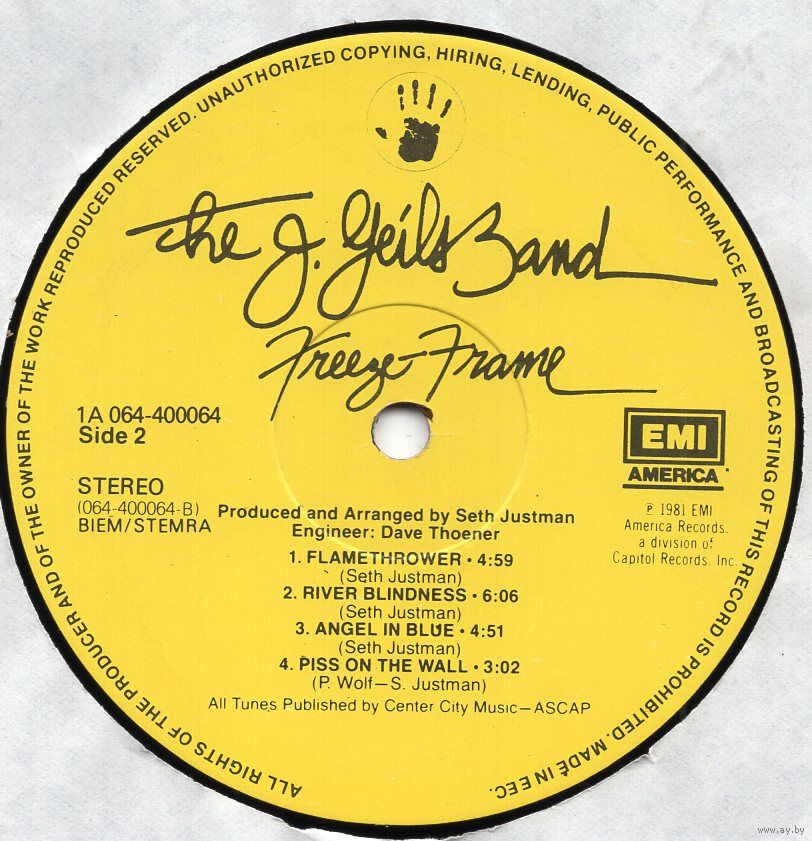 ALL RIGHTS OF THE PRODUCER AND OF THE OWNER OF THE WORK REPRODUCED RESERVED. UNAUTHORIZED COPYING, HIRING, LENDING, PUBLIC PERFORMANCE AND BROADCASTING OF THIS RECORD IS PROHIBITED. MADE IN EEC.
The J. Geils Band
Freeze-Frame
1A 064-400064
Side 2
STEREO
(064-400064-B)
BIEM/STEMRA
EMI
AMERICA
℗ 1981 EMI
America Records.
a division of
Capitol Records. Inc.
Produced and Arranged by Seth Justman
Engineer: Dave Thoener
1. FLAMETHROWER • 4:59
(Seth Justman)
2. RIVER BLINDNESS • 6:06
(Seth Justman)
3. ANGEL IN BLUE • 4:51
(Seth Justman)
4. PISS ON THE WALL • 3:02
(P. Wolf—S. Justman)
All Tunes Published by Center City Music—ASCAP
www.ay.by